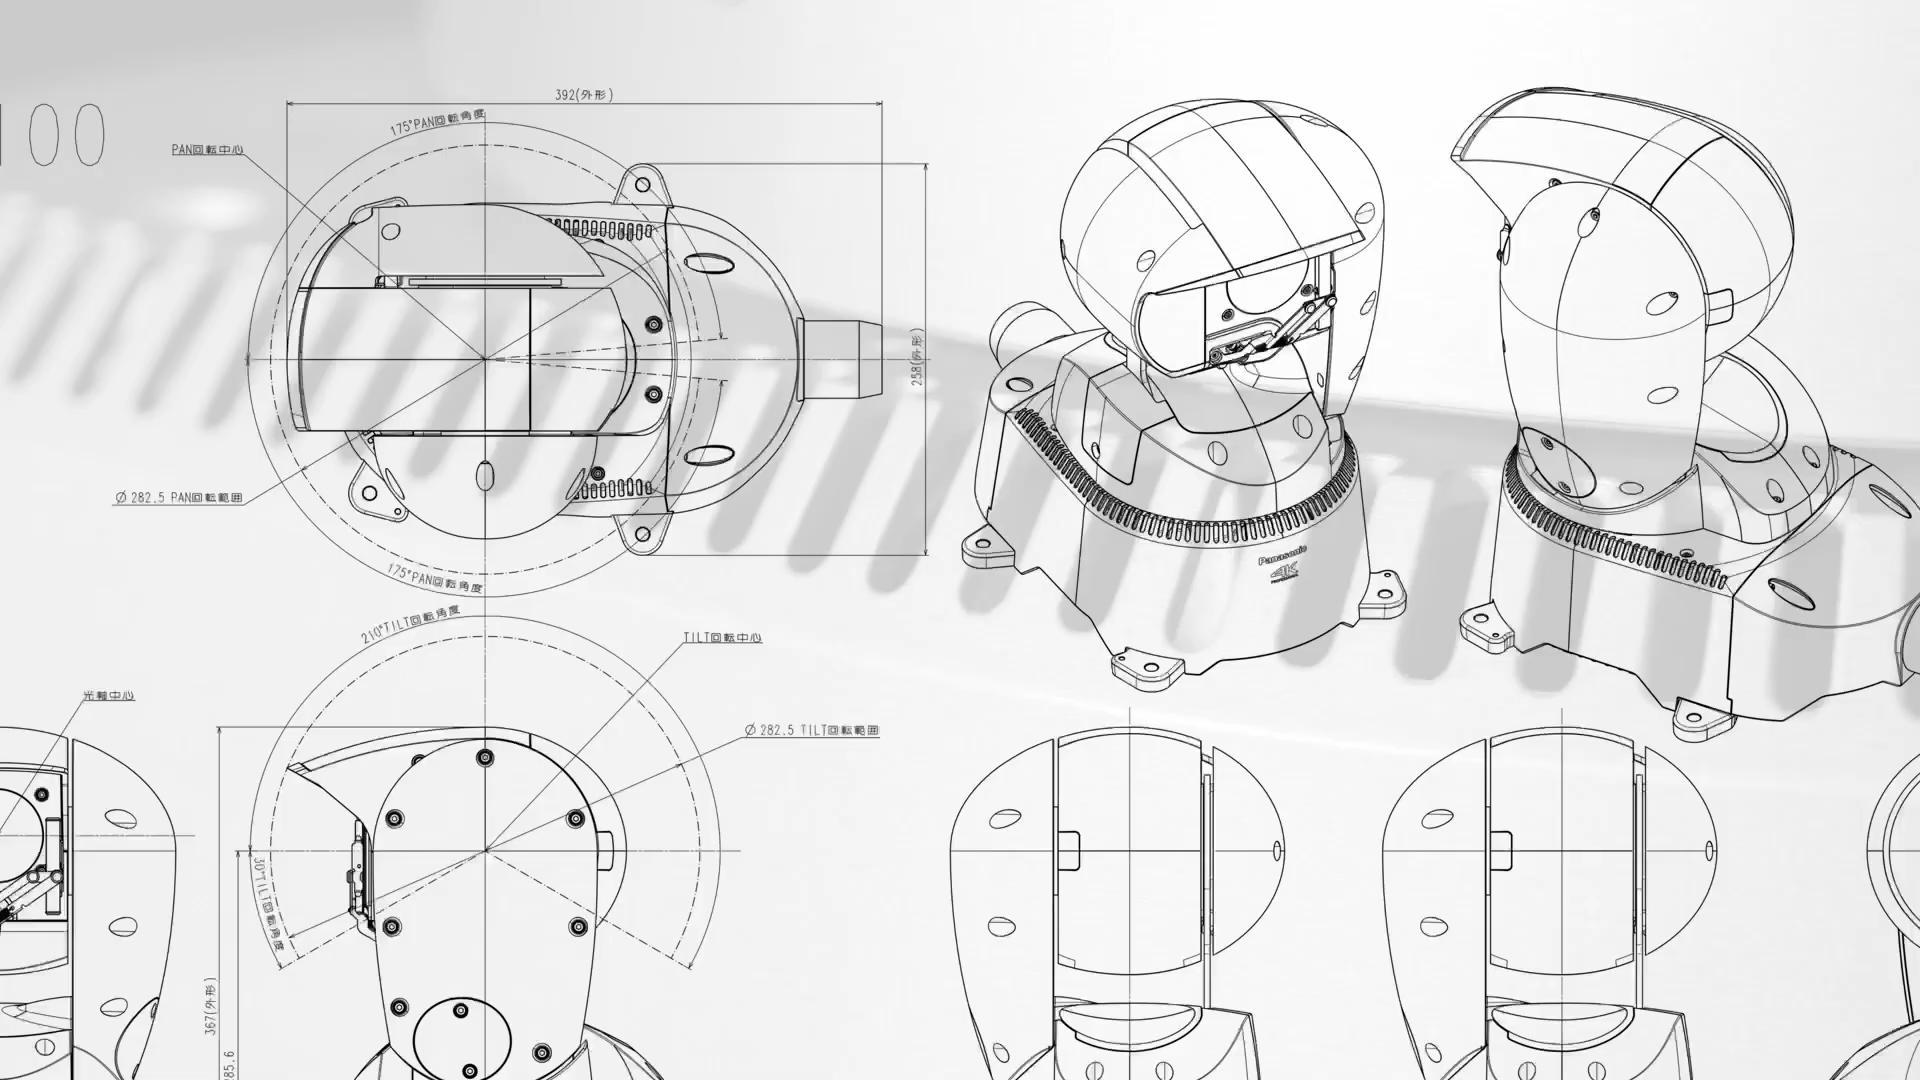 392(外形)
175°PAN回転角度
00
PAN回転中心
258(外形)
Ø 282.5 PAN回転範囲
Panasonic
4K
175°PAN回転角度
210°TILT回転角度
TILT回転中心
光軸中心
Ø 282.5 TILT回転範囲
30°TILT回転角度
367(外形)
285.6